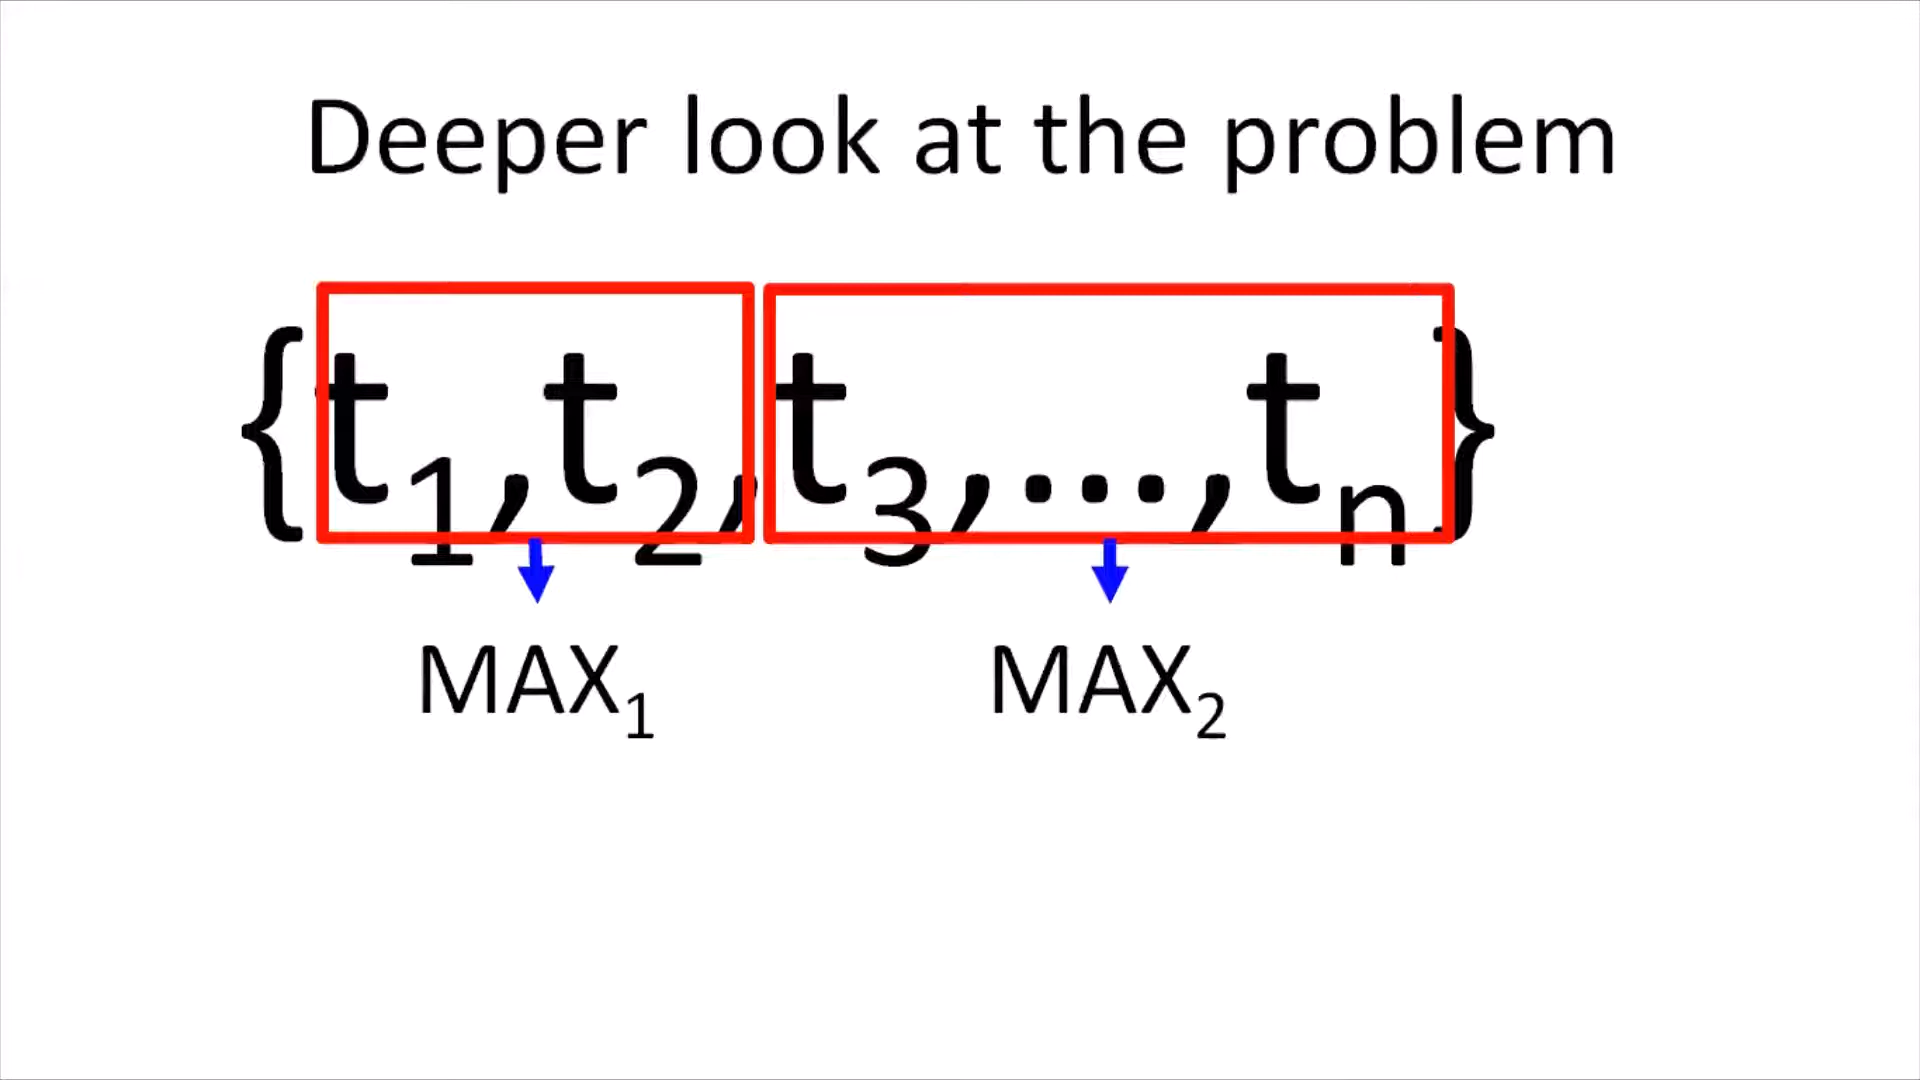 Deeper look at the problem
{t₁,t₂,t₃,...,tₙ}
MAX₁ MAX₂